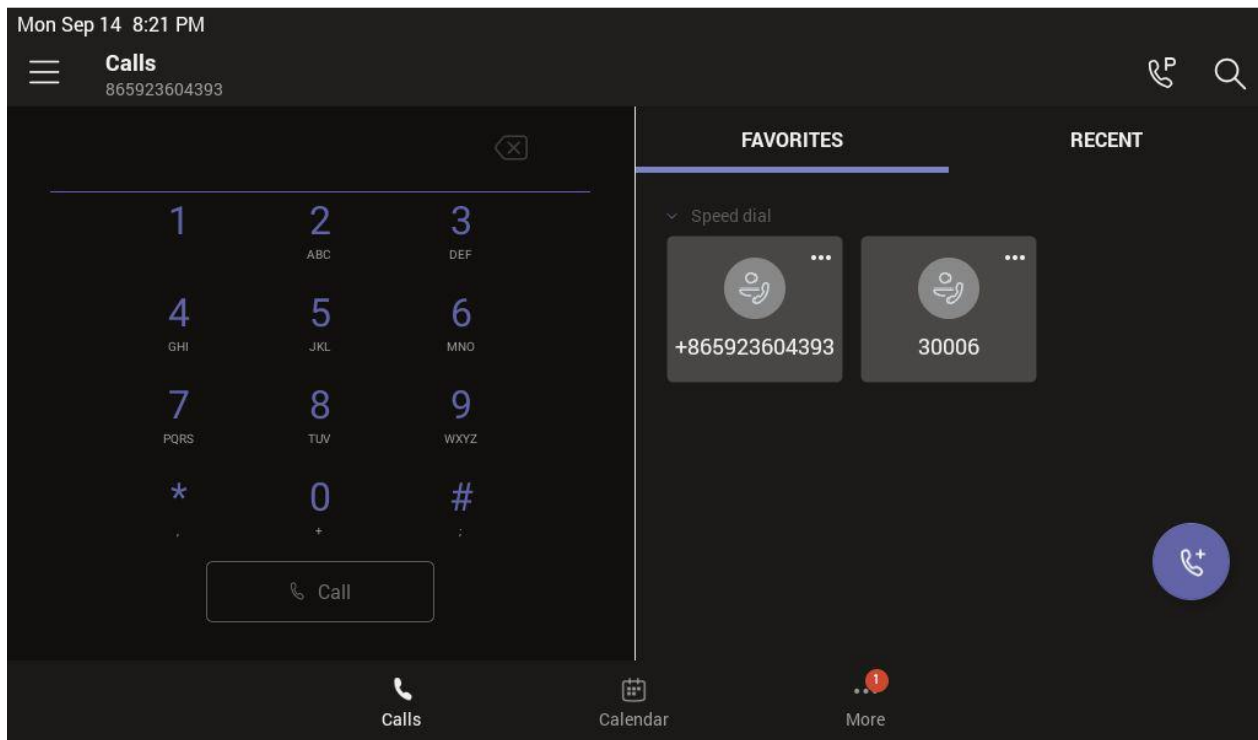 Mon Sep 14 8:21 PM
Calls
865923604393
P
FAVORITES RECENT
Speed dial
+865923604393 30006
1 2 3
ABC DEF
4 5 6
GHI JKL MNO
7 8 9
PQRS TUV WXYZ
* 0 #
, + ;
Call
Calls Calendar More
1